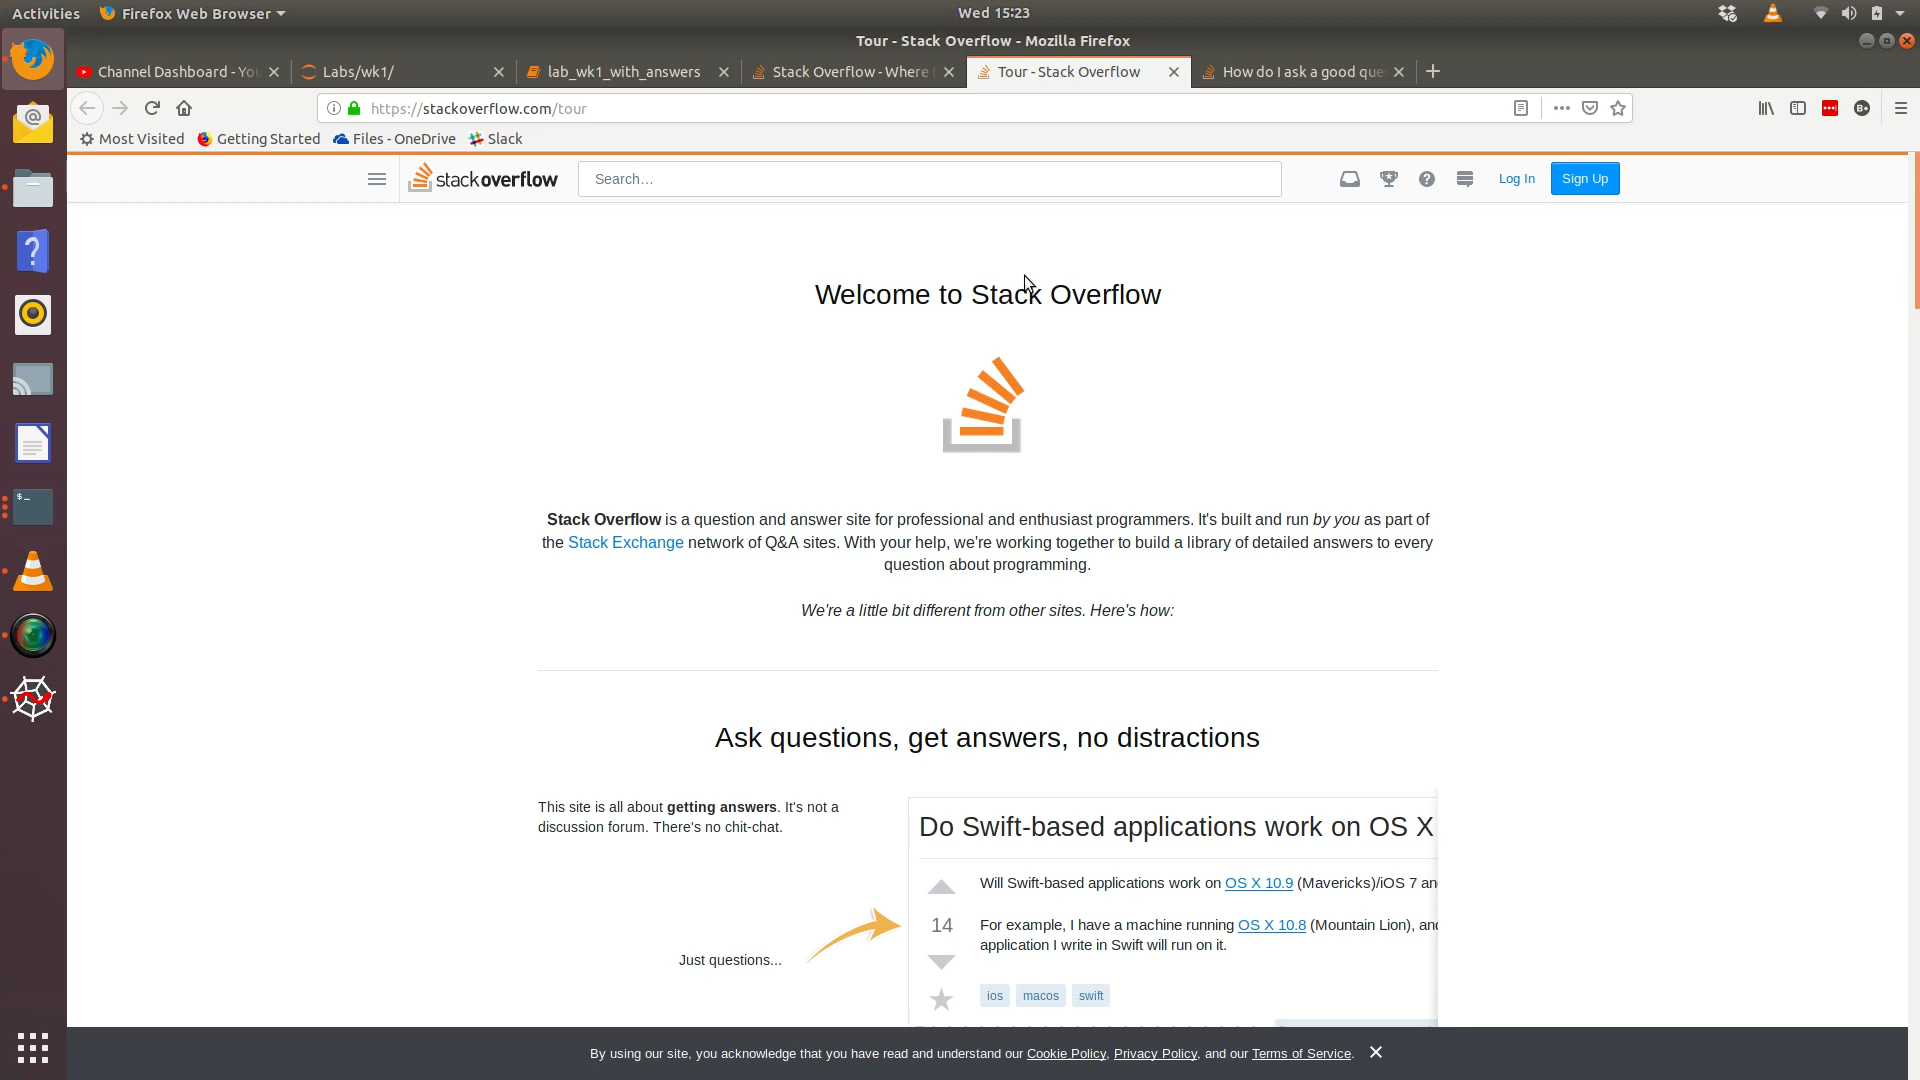 Activities Firefox Web Browser Wed 15:23
Tour - Stack Overflow - Mozilla Firefox
Channel Dashboard - You Labs/wk1/ lab_wk1_with_answers Stack Overflow - Where Tour - Stack Overflow How do I ask a good que
https://stackoverflow.com/tour
Most Visited Getting Started Files - OneDrive Slack
stackoverflow Search… Log In Sign Up
Welcome to Stack Overflow
Stack Overflow is a question and answer site for professional and enthusiast programmers. It's built and run by you as part of
the Stack Exchange network of Q&A sites. With your help, we're working together to build a library of detailed answers to every
question about programming.
We're a little bit different from other sites. Here's how:
Ask questions, get answers, no distractions
This site is all about getting answers. It's not a
discussion forum. There's no chit-chat.
Just questions...
Do Swift-based applications work on OS X
Will Swift-based applications work on OS X 10.9 (Mavericks)/iOS 7 an
14
For example, I have a machine running OS X 10.8 (Mountain Lion), and
application I write in Swift will run on it.
ios macos swift
By using our site, you acknowledge that you have read and understand our Cookie Policy, Privacy Policy, and our Terms of Service.